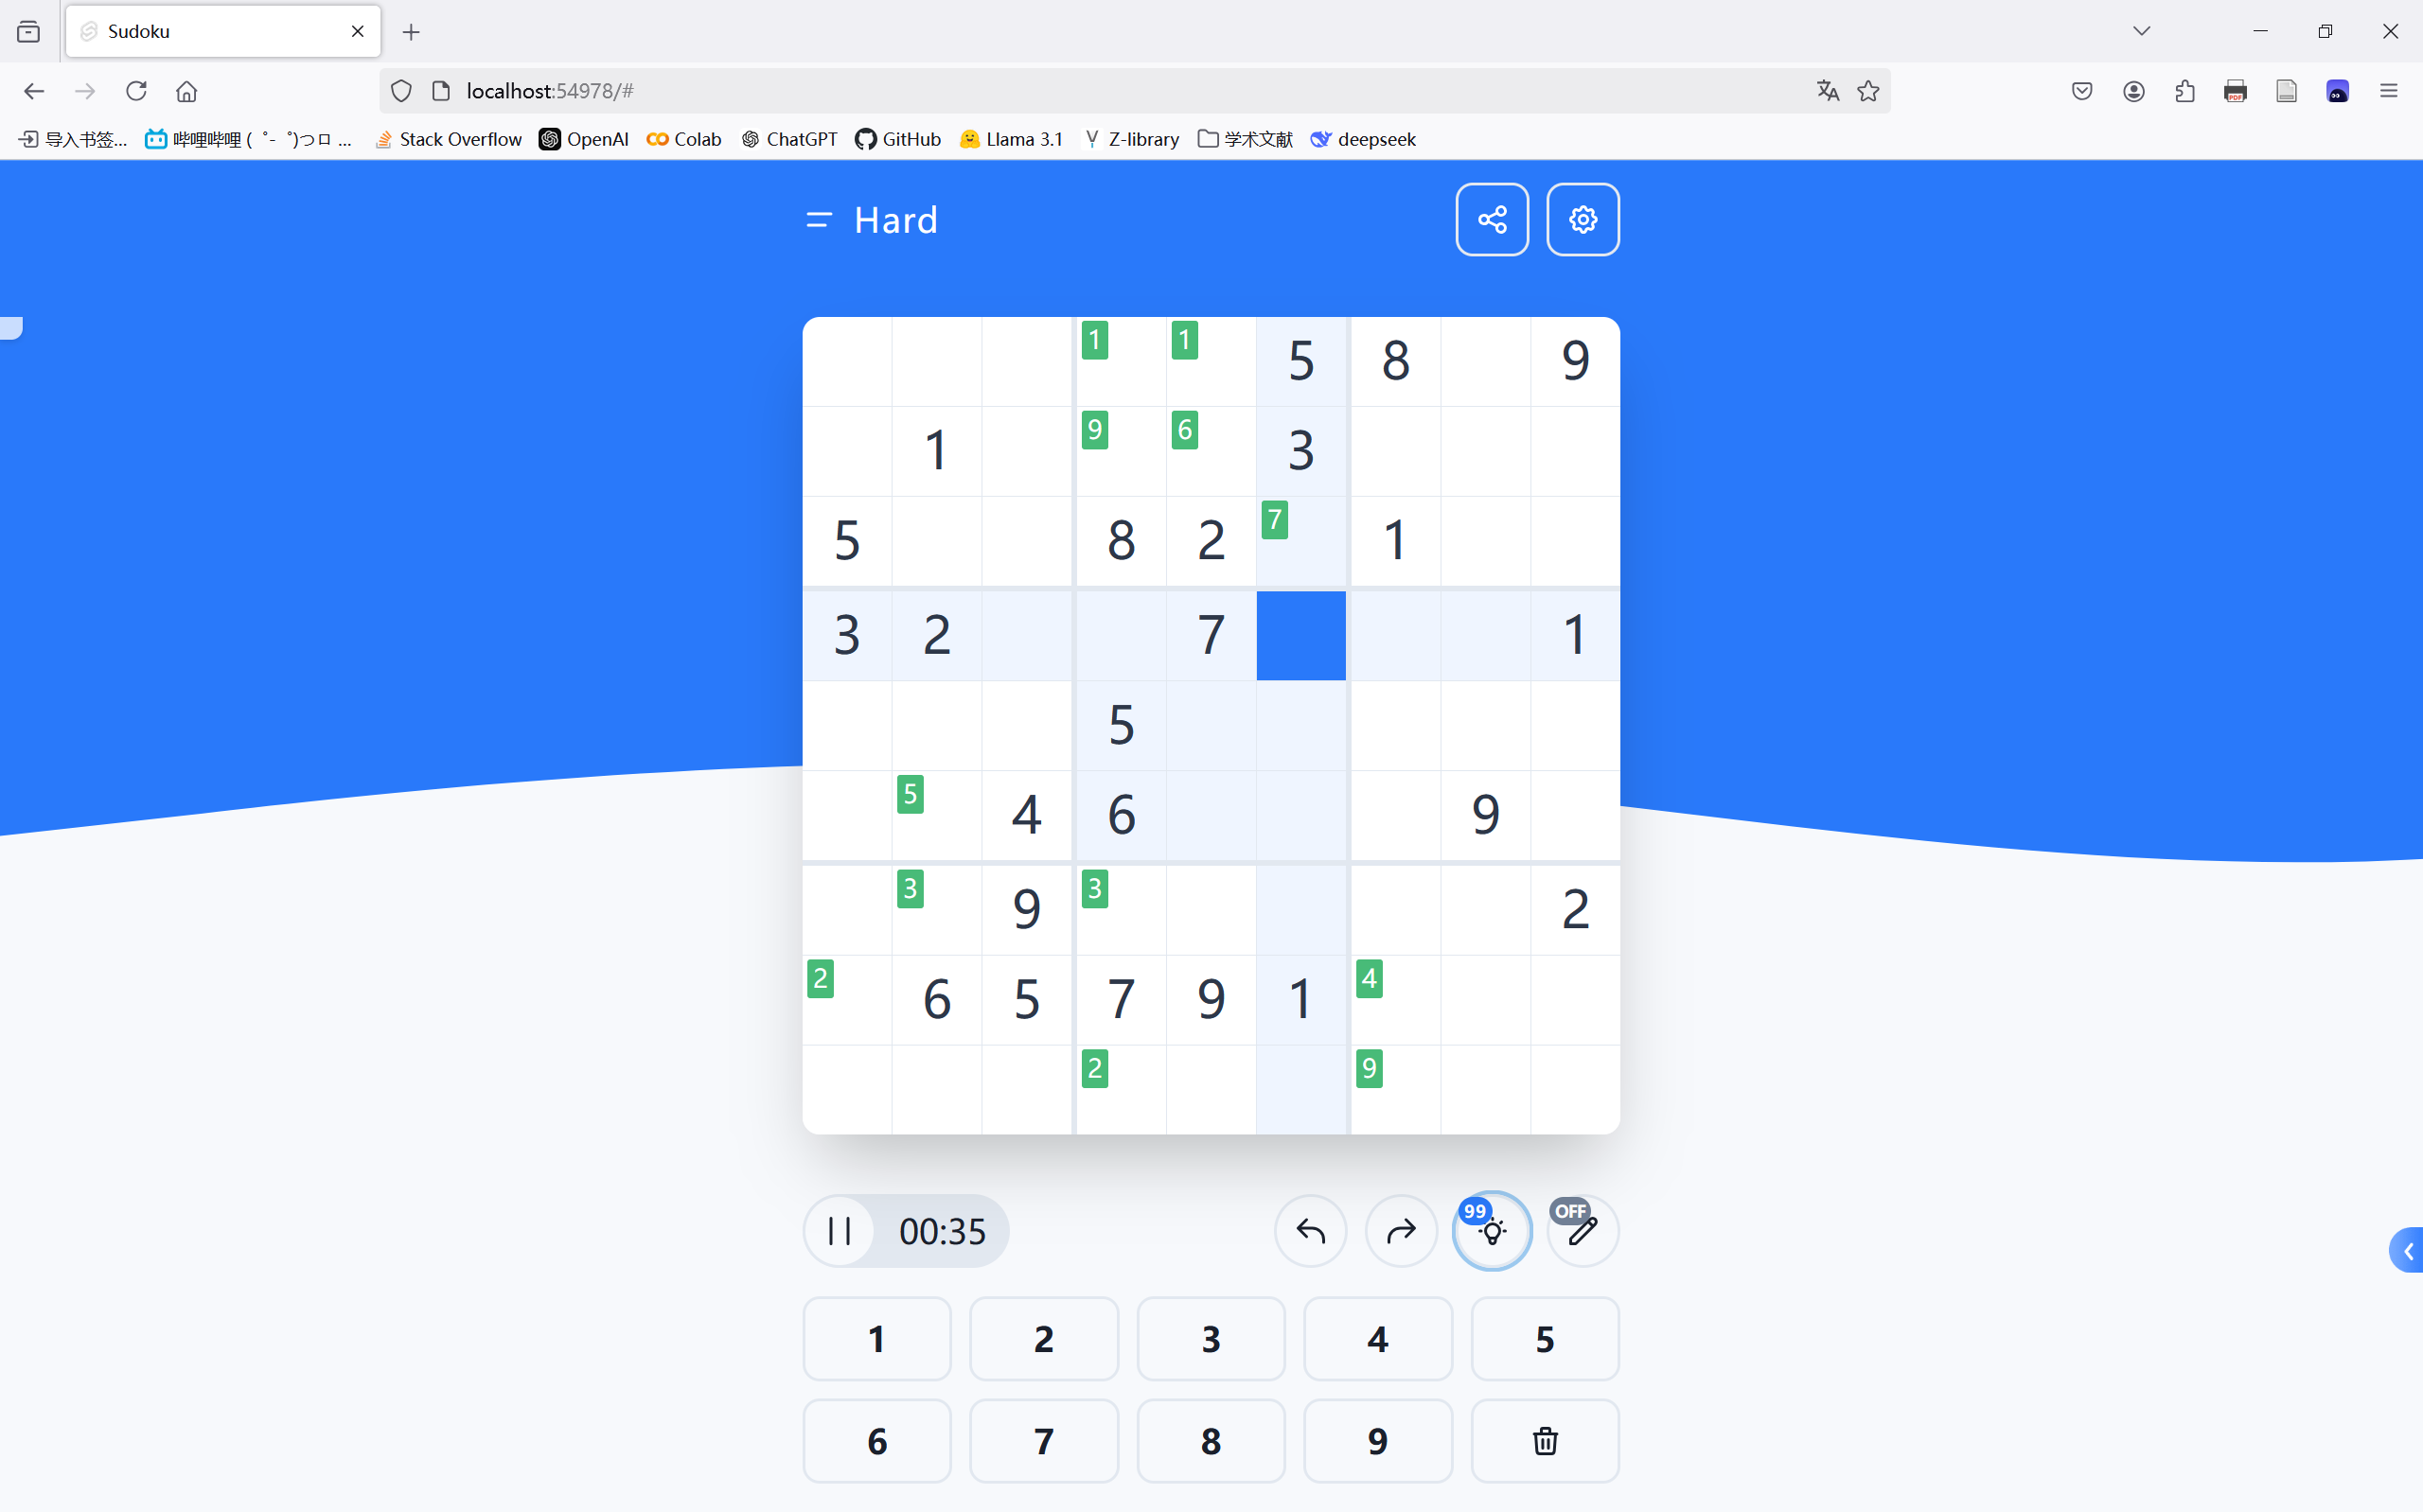 Sudoku
localhost:54978/#
导入书签... 哔哩哔哩 ( ゜- ゜)つロ ... Stack Overflow OpenAI Colab ChatGPT GitHub Llama 3.1 Z-library 学术文献 deepseek
Hard
1 1 5 8 9
1 9 6 3
5 8 2 7 1
3 2 7 1
5
5 4 6 9
3 9 3 2
2 6 5 7 9 1 4
2 9
00:35 99 OFF
1 2 3 4 5
6 7 8 9